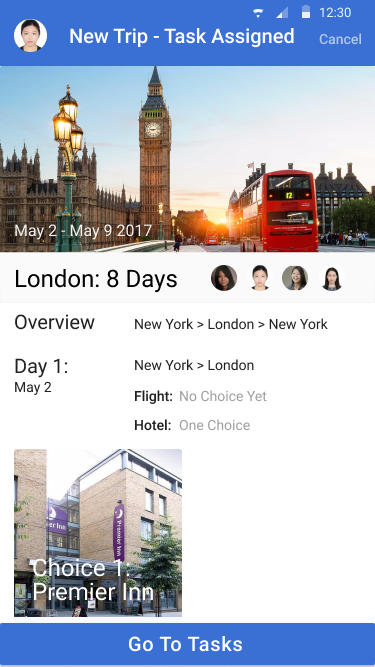 12:30
New Trip - Task Assigned
Cancel
May 2 - May 9 2017
London: 8 Days
Overview
New York > London > New York
Day 1:
New York > London
May 2
Flight: No Choice Yet
Hotel: One Choice
Premier Inn
Choice 1:
Premier Inn
Go To Tasks